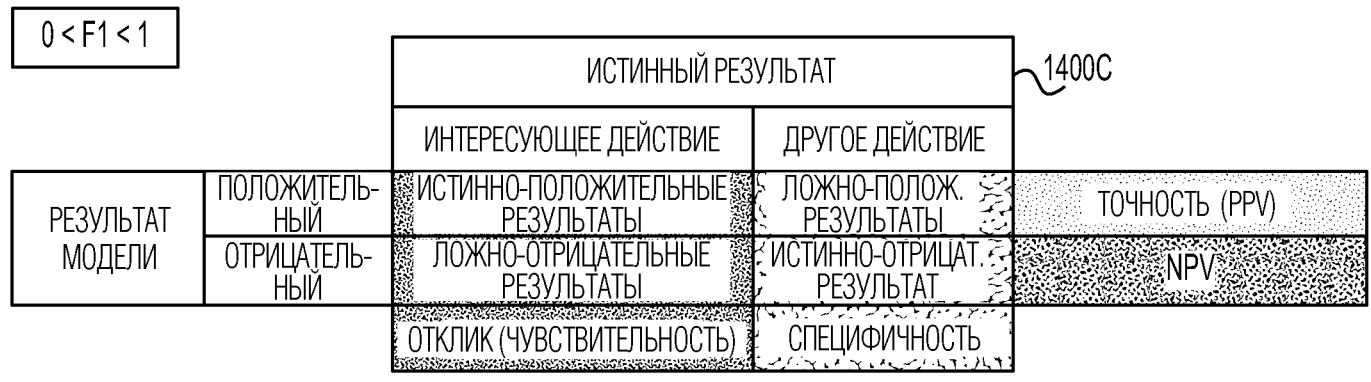 0 < F1 < 1
ИСТИННЫЙ РЕЗУЛЬТАТ
1400C
ИНТЕРЕСУЮЩЕЕ ДЕЙСТВИЕ
ДРУГОЕ ДЕЙСТВИЕ
РЕЗУЛЬТАТ
МОДЕЛИ
ПОЛОЖИТЕЛЬ-
НЫЙ
ИСТИННО-ПОЛОЖИТЕЛЬНЫЕ
РЕЗУЛЬТАТЫ
ЛОЖНО-ПОЛОЖ.
РЕЗУЛЬТАТЫ
ТОЧНОСТЬ (PPV)
ОТРИЦАТЕЛЬ-
НЫЙ
ЛОЖНО-ОТРИЦАТЕЛЬНЫЕ
РЕЗУЛЬТАТЫ
ИСТИННО-ОТРИЦАТ.
РЕЗУЛЬТАТ
NPV
ОТКЛИК (ЧУВСТВИТЕЛЬНОСТЬ)
СПЕЦИФИЧНОСТЬ